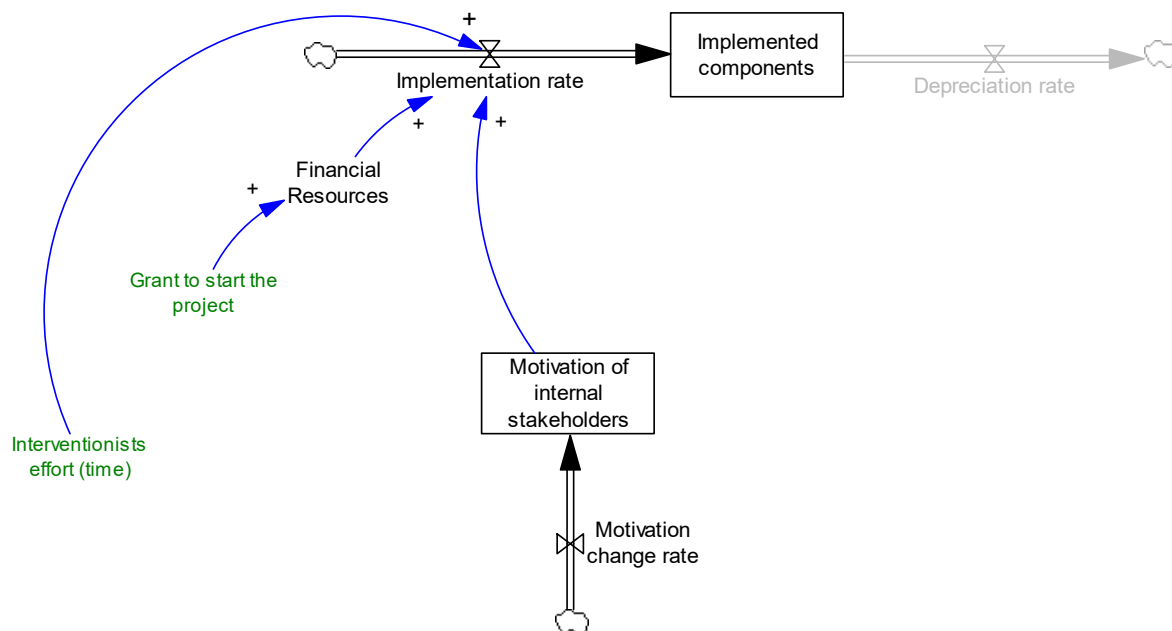 +
Implementation rate
Implemented
components
Depreciation rate
+
+
Financial
Resources
+
Grant to start the
project
Motivation of
internal
stakeholders
Interventionists
effort (time)
Motivation
change rate